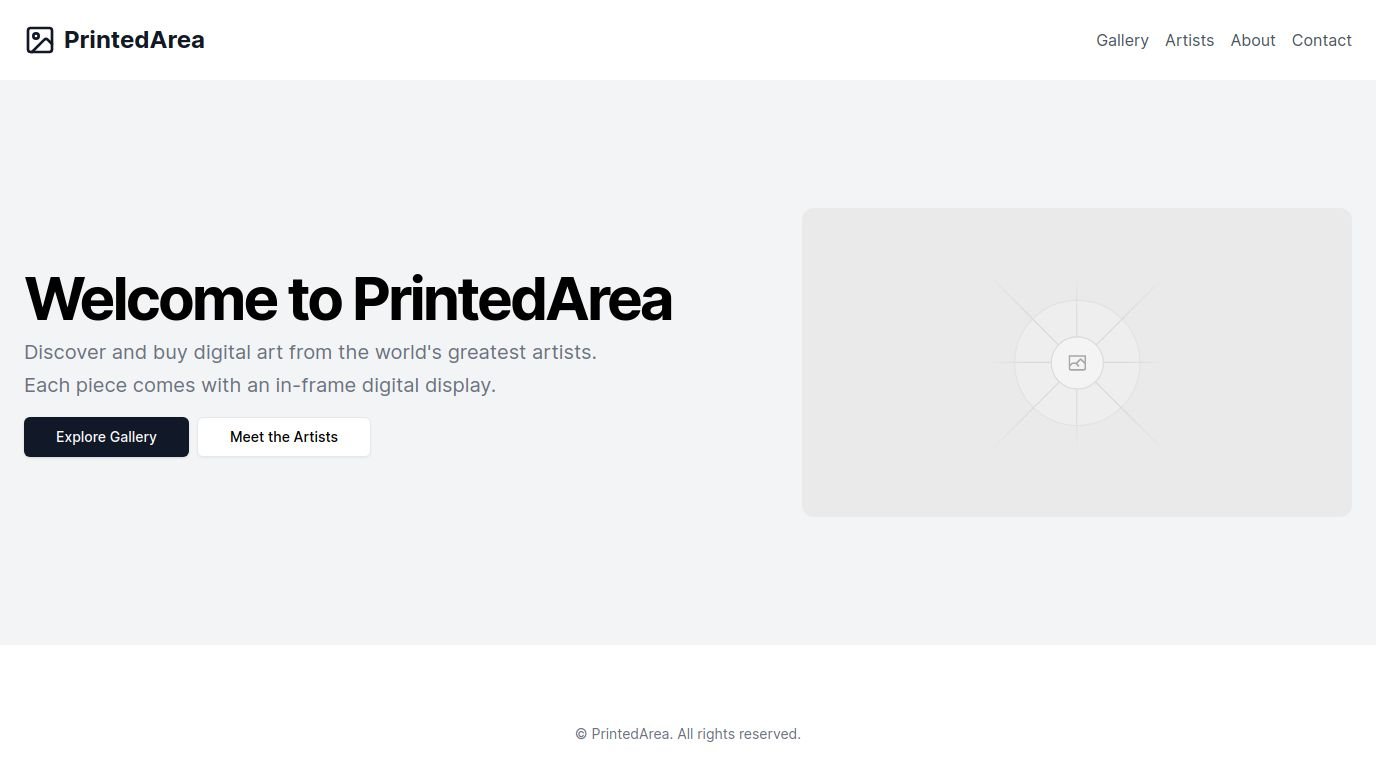 PrintedArea
Gallery Artists About Contact
Welcome to PrintedArea
Discover and buy digital art from the world's greatest artists.
Each piece comes with an in-frame digital display.
Explore Gallery Meet the Artists
© PrintedArea. All rights reserved.